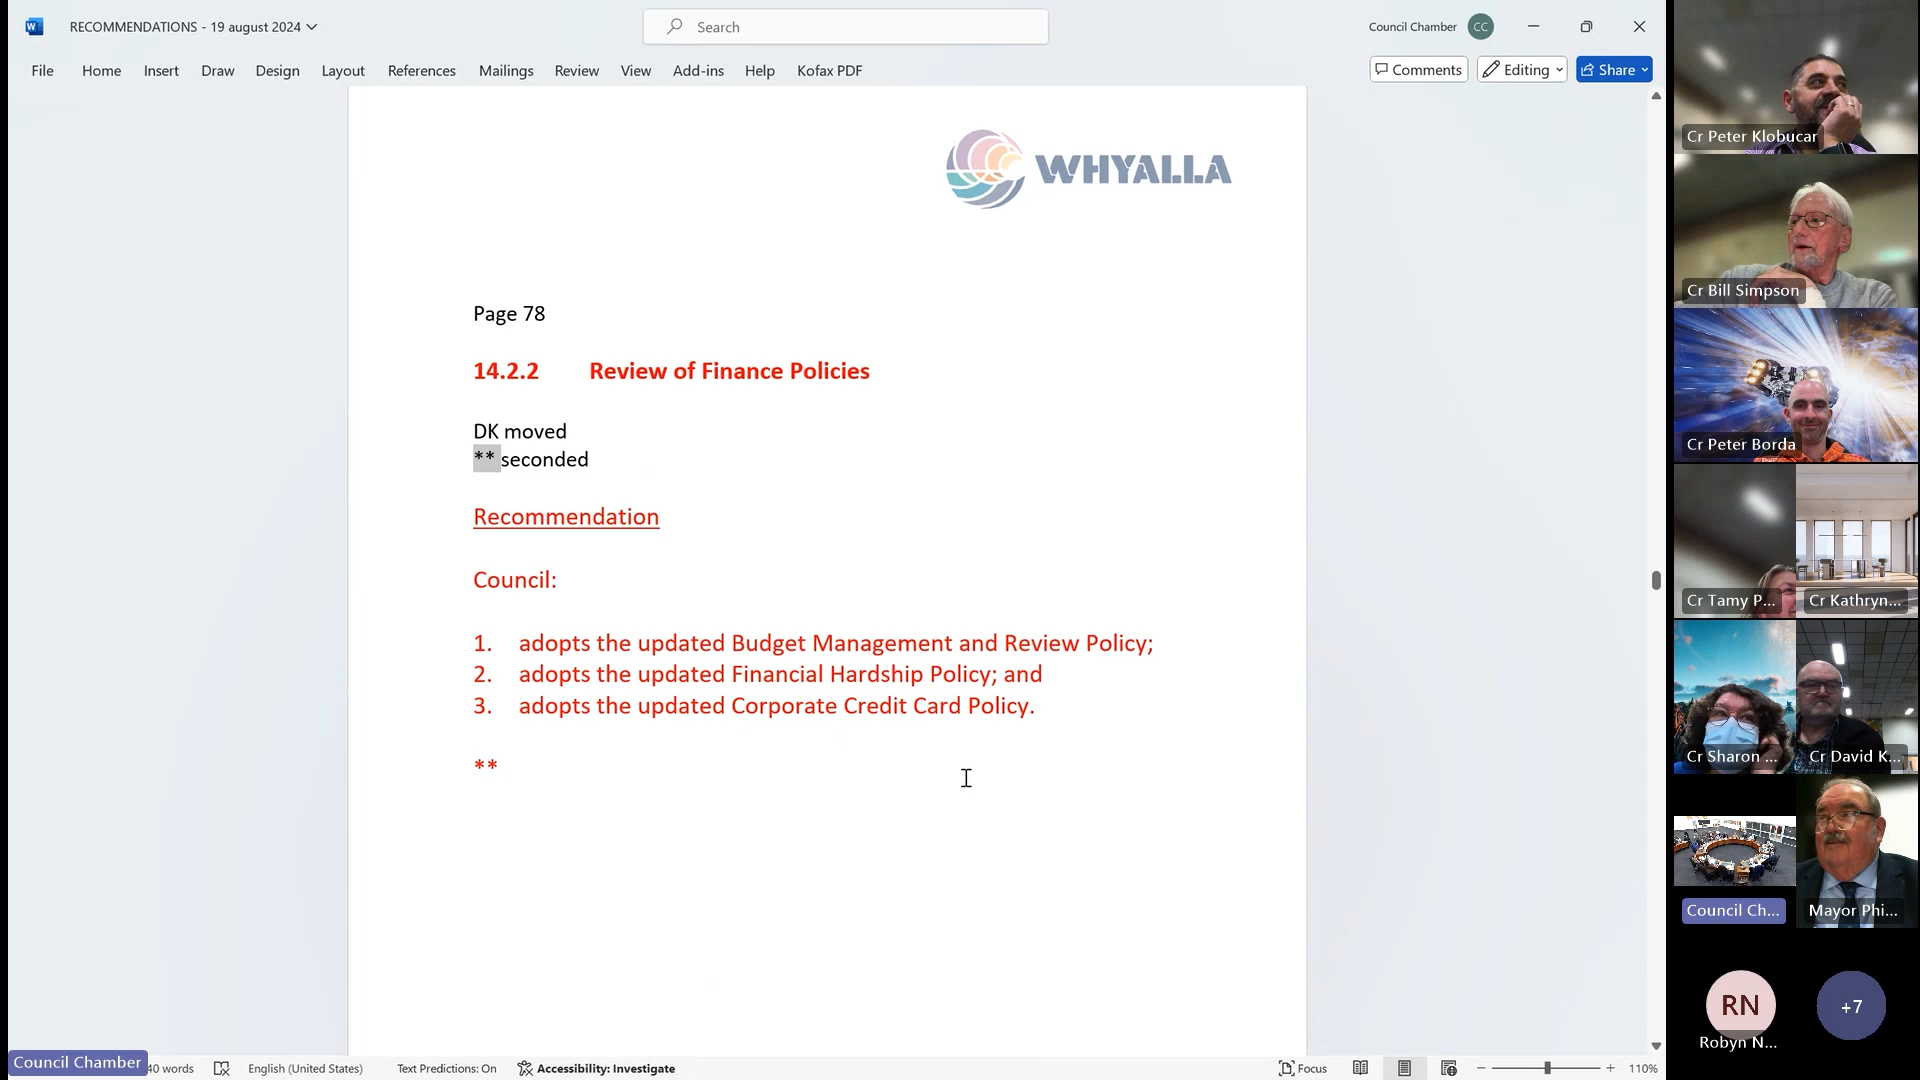 RECOMMENDATIONS - 19 august 2024
Search
Council Chamber CC
File Home Insert Draw Design Layout References Mailings Review View Add-ins Help Kofax PDF
Comments Editing Share
WHYALLA
Page 78
14.2.2 Review of Finance Policies
DK moved
** seconded
Recommendation
Council:
1. adopts the updated Budget Management and Review Policy;
2. adopts the updated Financial Hardship Policy; and
3. adopts the updated Corporate Credit Card Policy.
**
Council Chamber
40 words English (United States) Text Predictions: On Accessibility: Investigate Focus 110%
Cr Peter Klobucar
Cr Bill Simpson
Cr Peter Borda
Cr Tamy P... Cr Kathryn...
Cr Sharon ... Cr David K...
Council Ch... Mayor Phi...
RN +7
Robyn N...